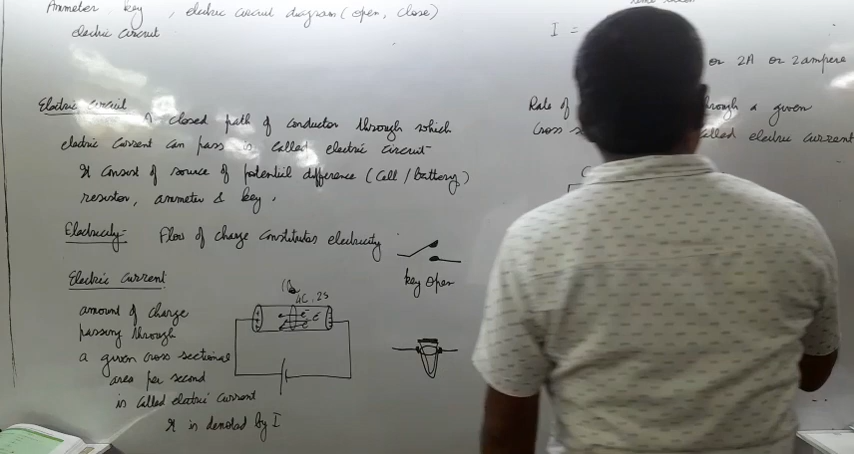 Ammeter, key, electric circuit diagram (open, close)
electric circuit
Electric circuit A closed path of conductor through which
electric current can pass is called electric circuit-
It consist of source of potential difference (Cell / battery)
resistor, ammeter & key.
Electricity- Flow of charge constitutes electricity
key open
Electric Current
amount of charge
passing through
a given cross sectional
area per second
is called electric current
It is denoted by I
4C, 2s
e e
I =
or 2A or 2 ampere
Rate of through a given
cross called electric current